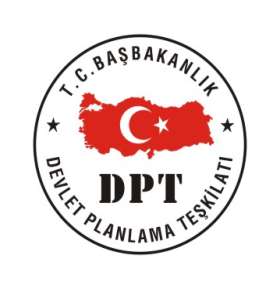 T.C. BAŞBAKANLIK
DPT
DEVLET PLANLAMA TEŞKİLATI